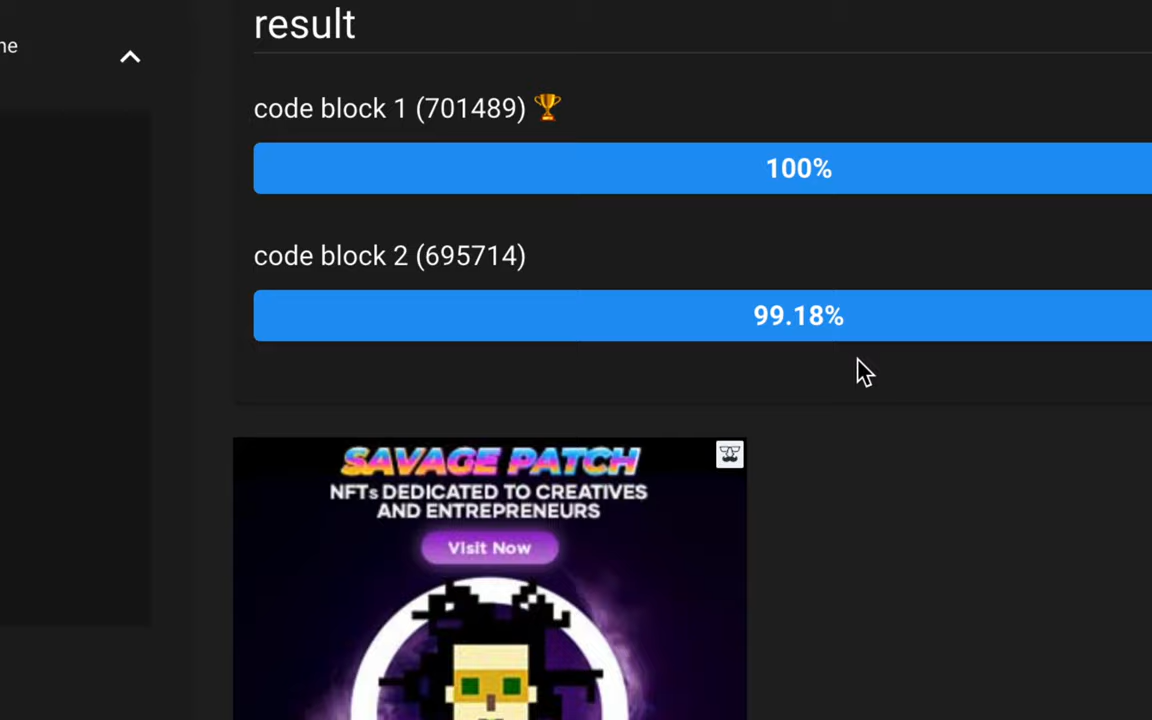 result
ne
code block 1 (701489) 🏆
100%
code block 2 (695714)
99.18%
SAVAGE PATCH
NFTs DEDICATED TO CREATIVES
AND ENTREPRENEURS
Visit Now